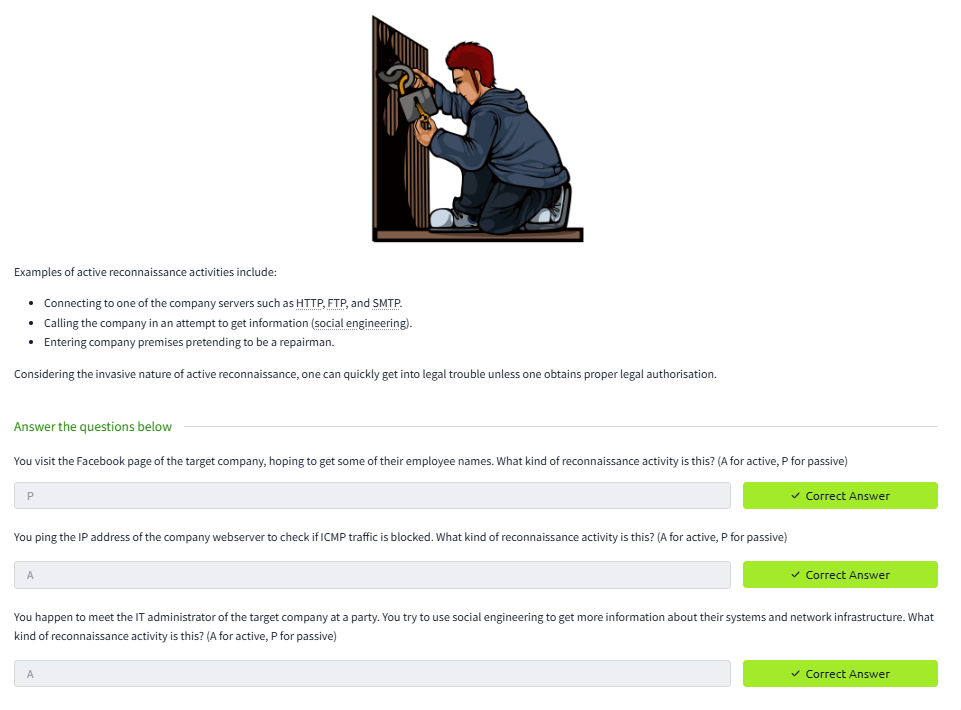 Examples of active reconnaissance activities include:
Connecting to one of the company servers such as HTTP, FTP, and SMTP.
Calling the company in an attempt to get information (social engineering).
Entering company premises pretending to be a repairman.
Considering the invasive nature of active reconnaissance, one can quickly get into legal trouble unless one obtains proper legal authorisation.
Answer the questions below
You visit the Facebook page of the target company, hoping to get some of their employee names. What kind of reconnaissance activity is this? (A for active, P for passive)
P
✓ Correct Answer
You ping the IP address of the company webserver to check if ICMP traffic is blocked. What kind of reconnaissance activity is this? (A for active, P for passive)
A
✓ Correct Answer
You happen to meet the IT administrator of the target company at a party. You try to use social engineering to get more information about their systems and network infrastructure. What
kind of reconnaissance activity is this? (A for active, P for passive)
A
✓ Correct Answer